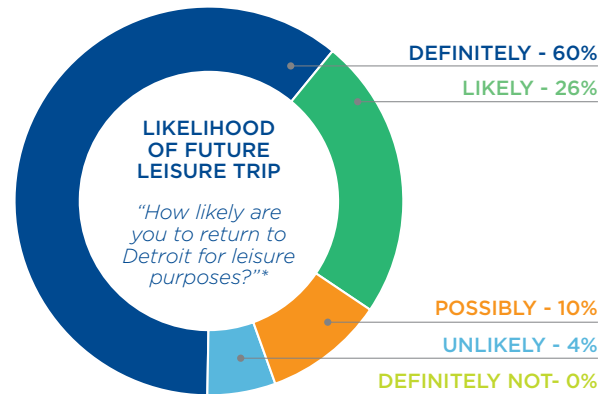 DEFINITELY - 60%
LIKELY - 26%
LIKELIHOOD
OF FUTURE
LEISURE TRIP
“How likely are
you to return to
Detroit for leisure
purposes?”*
POSSIBLY - 10%
UNLIKELY - 4%
DEFINITELY NOT- 0%